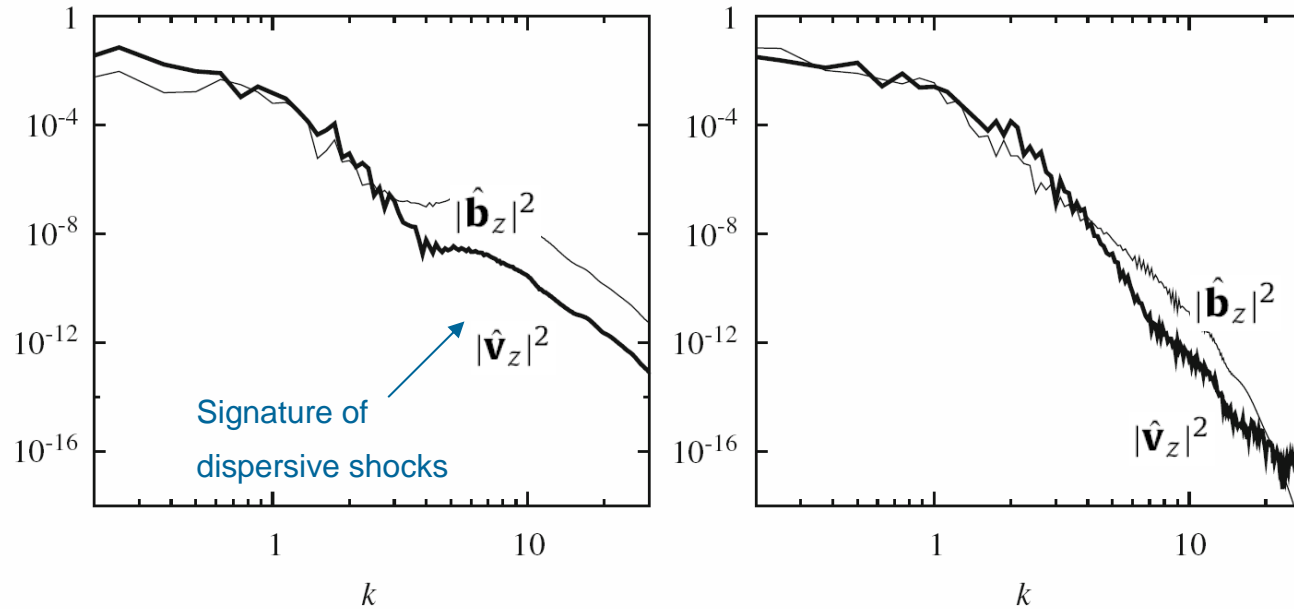 1
10⁻⁴
10⁻⁸
10⁻¹²
10⁻¹⁶
|b̂_z|²
|v̂_z|²
Signature of
dispersive shocks
1 10
k
1
10⁻⁴
10⁻⁸
10⁻¹²
10⁻¹⁶
|b̂_z|²
|v̂_z|²
1 10
k